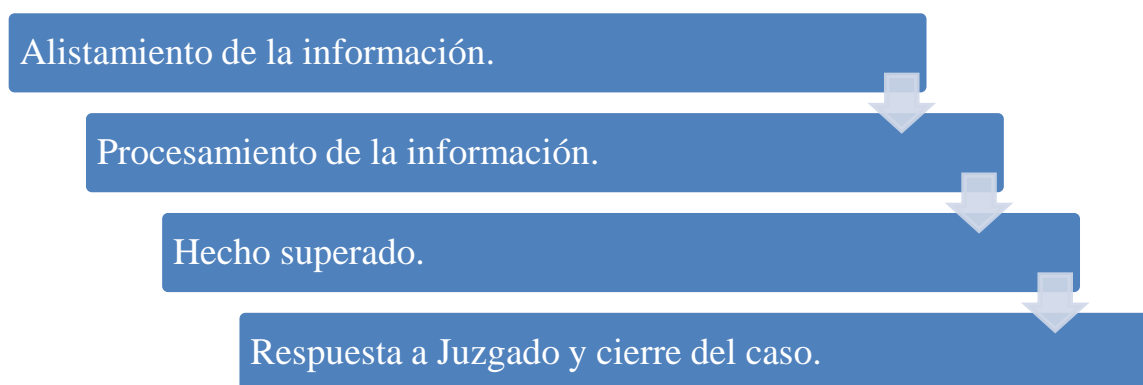 Alistamiento de la información.
Procesamiento de la información.
Hecho superado.
Respuesta a Juzgado y cierre del caso.